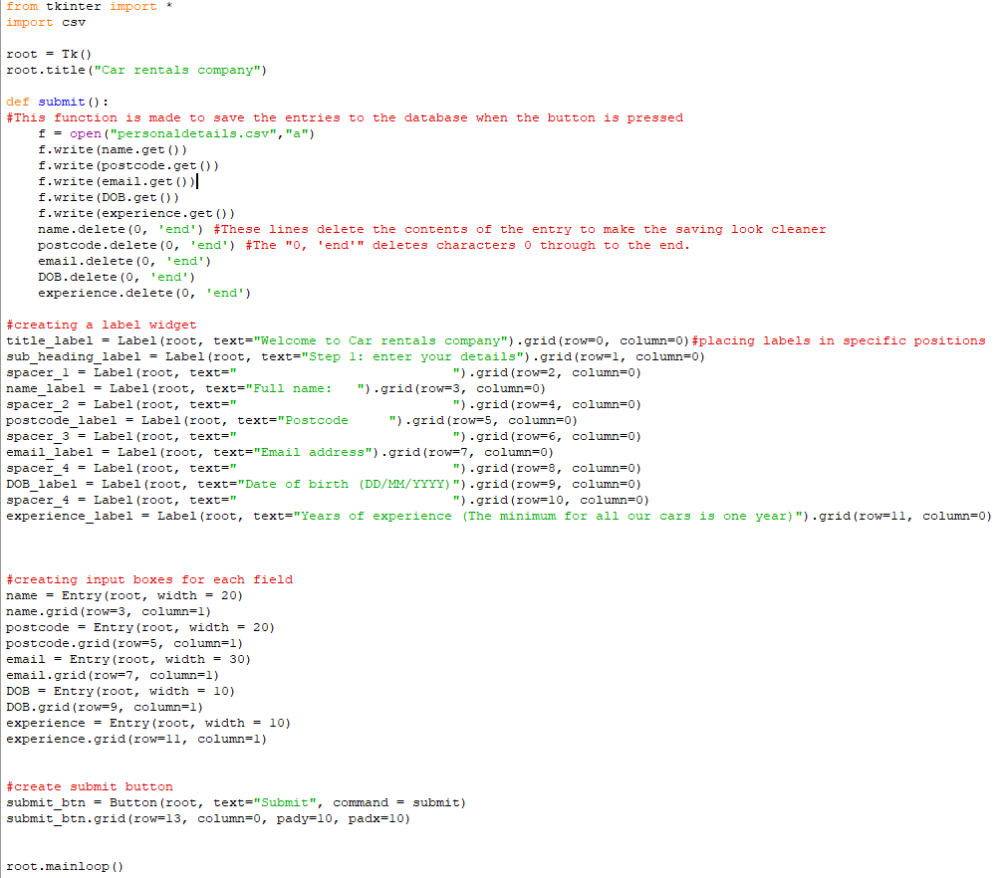 from tkinter import *
import csv
root = Tk()
root.title("Car rentals company")
def submit():
#This function is made to save the entries to the database when the button is pressed
    f = open("personaldetails.csv","a")
    f.write(name.get())
    f.write(postcode.get())
    f.write(email.get())
    f.write(DOB.get())
    f.write(experience.get())
    name.delete(0, 'end') #These lines delete the contents of the entry to make the saving look cleaner
    postcode.delete(0, 'end') #The "0, 'end'" deletes characters 0 through to the end.
    email.delete(0, 'end')
    DOB.delete(0, 'end')
    experience.delete(0, 'end')
#creating a label widget
title_label = Label(root, text="Welcome to Car rentals company").grid(row=0, column=0)#placing labels in specific positions
sub_heading_label = Label(root, text="Step 1: enter your details").grid(row=1, column=0)
spacer_1 = Label(root, text="                           ").grid(row=2, column=0)
name_label = Label(root, text="Full name:   ").grid(row=3, column=0)
spacer_2 = Label(root, text="                           ").grid(row=4, column=0)
postcode_label = Label(root, text="Postcode     ").grid(row=5, column=0)
spacer_3 = Label(root, text="                           ").grid(row=6, column=0)
email_label = Label(root, text="Email address").grid(row=7, column=0)
spacer_4 = Label(root, text="                           ").grid(row=8, column=0)
DOB_label = Label(root, text="Date of birth (DD/MM/YYYY)").grid(row=9, column=0)
spacer_4 = Label(root, text="                           ").grid(row=10, column=0)
experience_label = Label(root, text="Years of experience (The minimum for all our cars is one year)").grid(row=11, column=0)
#creating input boxes for each field
name = Entry(root, width = 20)
name.grid(row=3, column=1)
postcode = Entry(root, width = 20)
postcode.grid(row=5, column=1)
email = Entry(root, width = 30)
email.grid(row=7, column=1)
DOB = Entry(root, width = 10)
DOB.grid(row=9, column=1)
experience = Entry(root, width = 10)
experience.grid(row=11, column=1)
#create submit button
submit_btn = Button(root, text="Submit", command = submit)
submit_btn.grid(row=13, column=0, pady=10, padx=10)
root.mainloop()